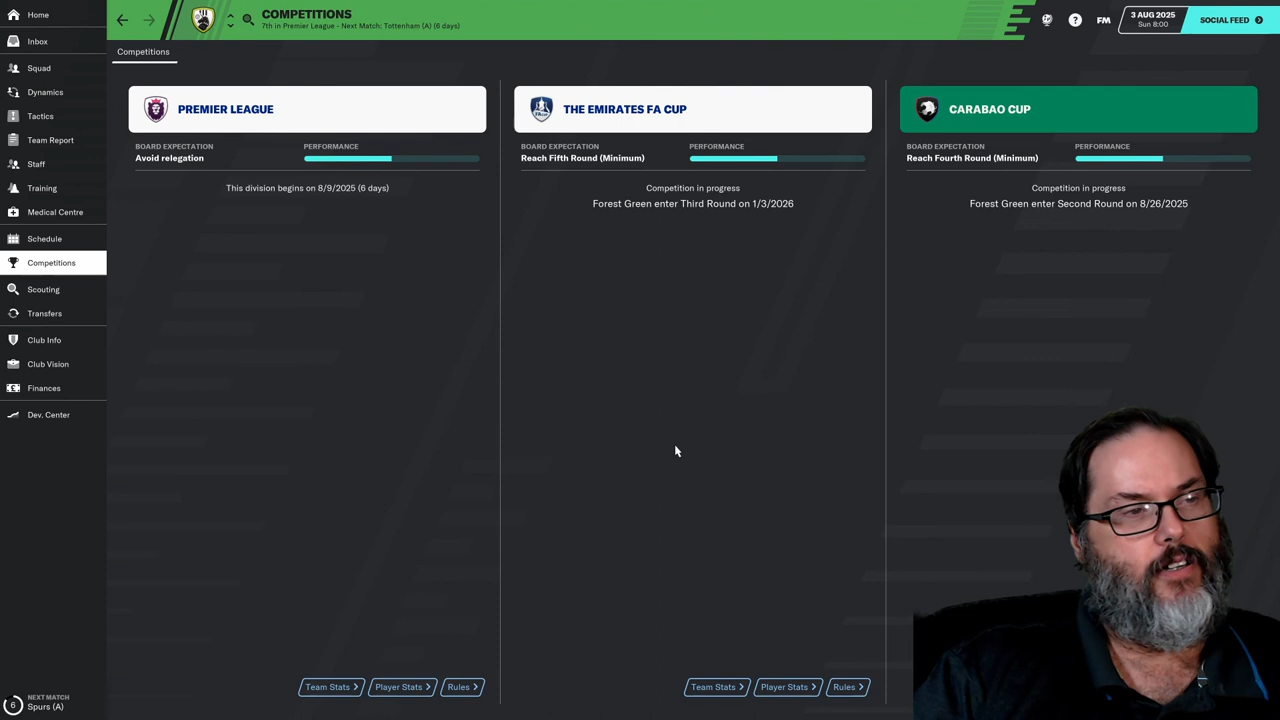 Home
Inbox
Squad
Dynamics
Tactics
Team Report
Staff
Training
Medical Centre
Schedule
Competitions
Scouting
Transfers
Club Info
Club Vision
Finances
Dev. Center
6
NEXT MATCH
Spurs (A)
COMPETITIONS
7th in Premier League - Next Match: Tottenham (A) (6 days)
?
FM
3 AUG 2025
Sun 8:00
SOCIAL FEED
Competitions
PREMIER LEAGUE
BOARD EXPECTATION
Avoid relegation
PERFORMANCE
This division begins on 8/9/2025 (6 days)
Team Stats
Player Stats
Rules
THE EMIRATES FA CUP
BOARD EXPECTATION
Reach Fifth Round (Minimum)
PERFORMANCE
Competition in progress
Forest Green enter Third Round on 1/3/2026
Team Stats
Player Stats
Rules
CARABAO CUP
BOARD EXPECTATION
Reach Fourth Round (Minimum)
PERFORMANCE
Competition in progress
Forest Green enter Second Round on 8/26/2025